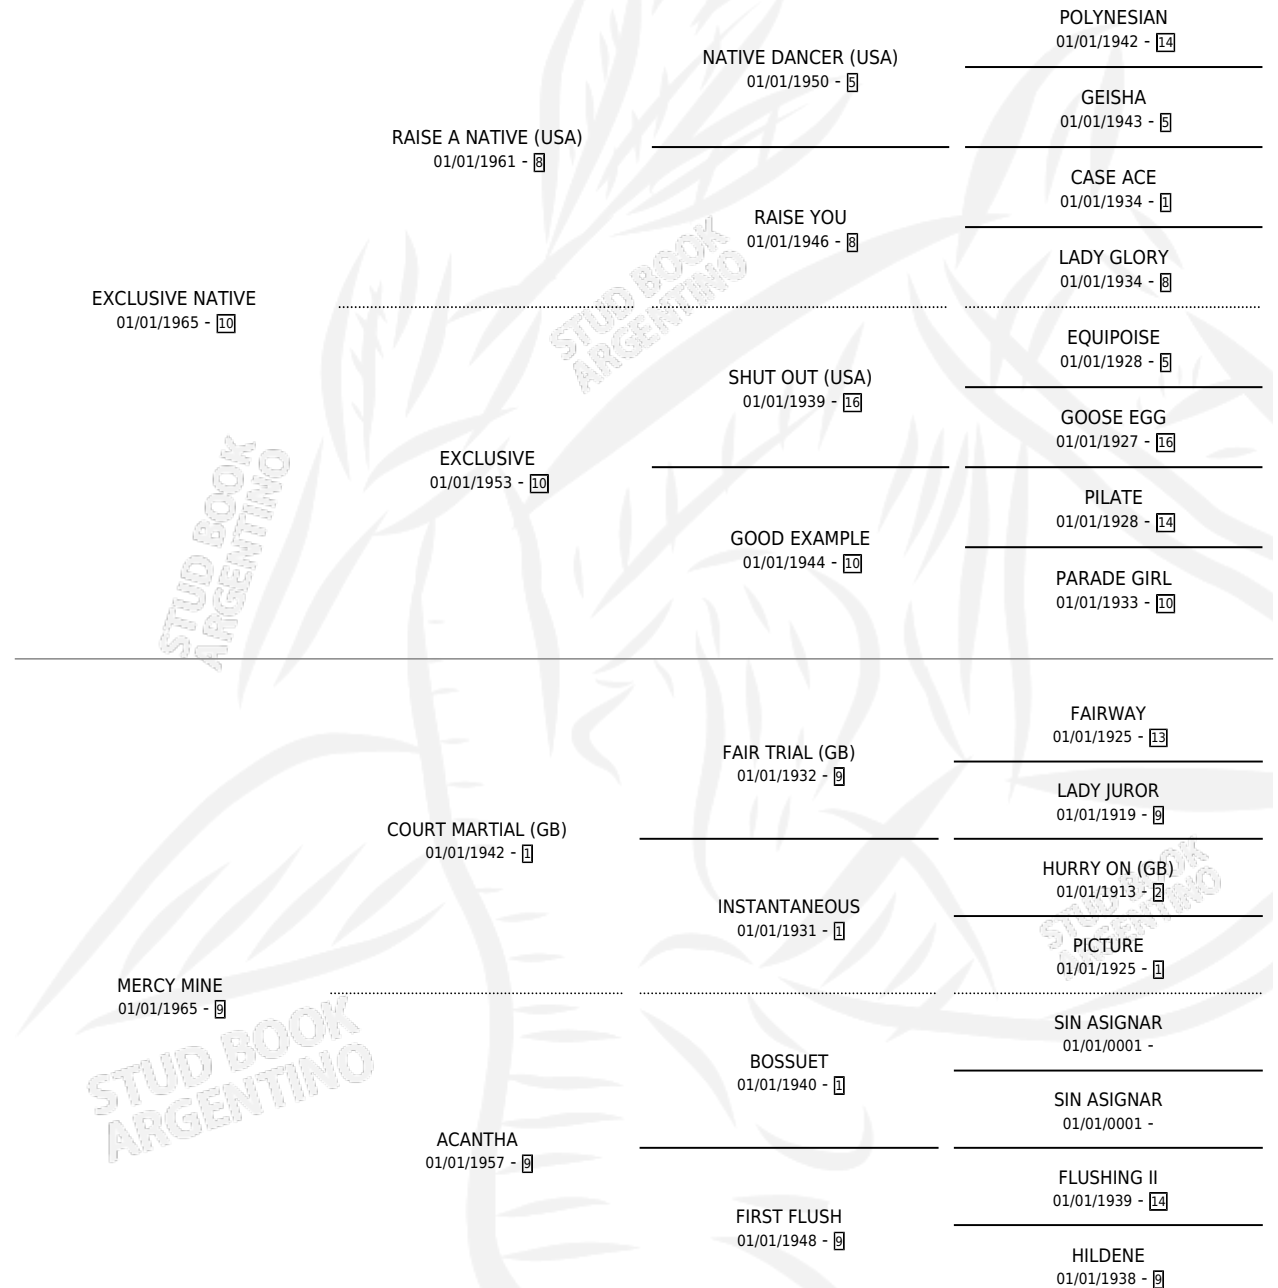 POLYNESIAN
01/01/1942 - 14
NATIVE DANCER (USA)
01/01/1950 - 5
GEISHA
01/01/1943 - 5
RAISE A NATIVE (USA)
01/01/1961 - 8
CASE ACE
01/01/1934 - 1
RAISE YOU
01/01/1946 - 8
LADY GLORY
01/01/1934 - 8
EXCLUSIVE NATIVE
01/01/1965 - 10
STUD BOOK
ARGENTINO
EQUIPOISE
01/01/1928 - 5
SHUT OUT (USA)
01/01/1939 - 16
GOOSE EGG
01/01/1927 - 16
EXCLUSIVE
01/01/1953 - 10
PILATE
01/01/1928 - 14
GOOD EXAMPLE
01/01/1944 - 10
PARADE GIRL
01/01/1933 - 10
STUD BOOK
ARGENTINO
FAIRWAY
01/01/1925 - 13
FAIR TRIAL (GB)
01/01/1932 - 9
LADY JUROR
01/01/1919 - 9
COURT MARTIAL (GB)
01/01/1942 - 1
HURRY ON (GB)
01/01/1913 - 2
INSTANTANEOUS
01/01/1931 - 1
STUD BOOK
ARGENTINO
PICTURE
01/01/1925 - 1
MERCY MINE
01/01/1965 - 9
STUD BOOK
ARGENTINO
SIN ASIGNAR
01/01/0001 -
BOSSUET
01/01/1940 - 1
SIN ASIGNAR
01/01/0001 -
ACANTHA
01/01/1957 - 9
FLUSHING II
01/01/1939 - 14
FIRST FLUSH
01/01/1948 - 9
HILDENE
01/01/1938 - 9